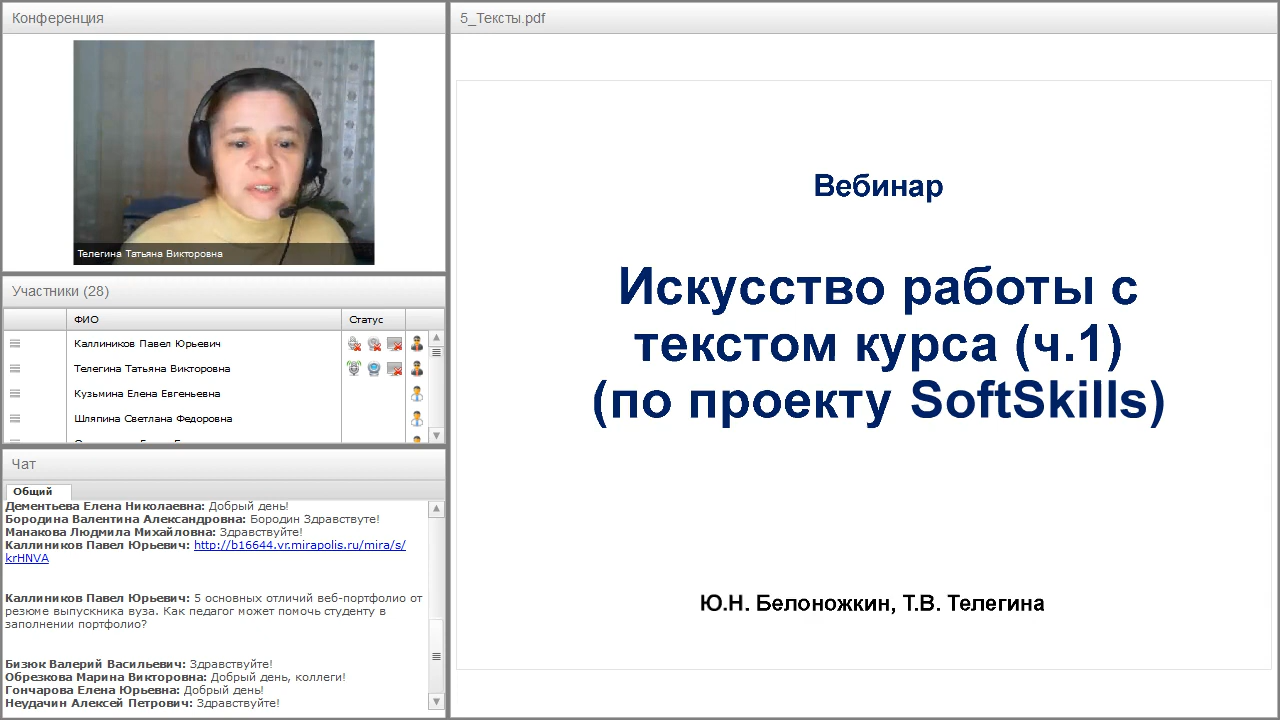 Конференция
Телегина Татьяна Викторовна
Участники (28)
ФИО
Статус
Каллиников Павел Юрьевич
Телегина Татьяна Викторовна
Кузьмина Елена Евгеньевна
Шляпина Светлана Федоровна
Чат
Общий
Дементьева Елена Николаевна: Добрый день!
Бородина Валентина Александровна: Бородин Здравствуте!
Манакова Людмила Михайловна: Здравствуйте!
Каллиников Павел Юрьевич: http://b16644.vr.mirapolis.ru/mira/s/
krHNVA
Каллиников Павел Юрьевич: 5 основных отличий веб-портфолио от
резюме выпускника вуза. Как педагог может помочь студенту в
заполнении портфолио?
Бизюк Валерий Васильевич: Здравствуйте!
Обрезкова Марина Викторовна: Добрый день, коллеги!
Гончарова Елена Юрьевна: Добрый день!
Неудачин Алексей Петрович: Здравствуйте!
5_Тексты.pdf
Вебинар
Искусство работы с
текстом курса (ч.1)
(по проекту SoftSkills)
Ю.Н. Белоножкин, Т.В. Телегина